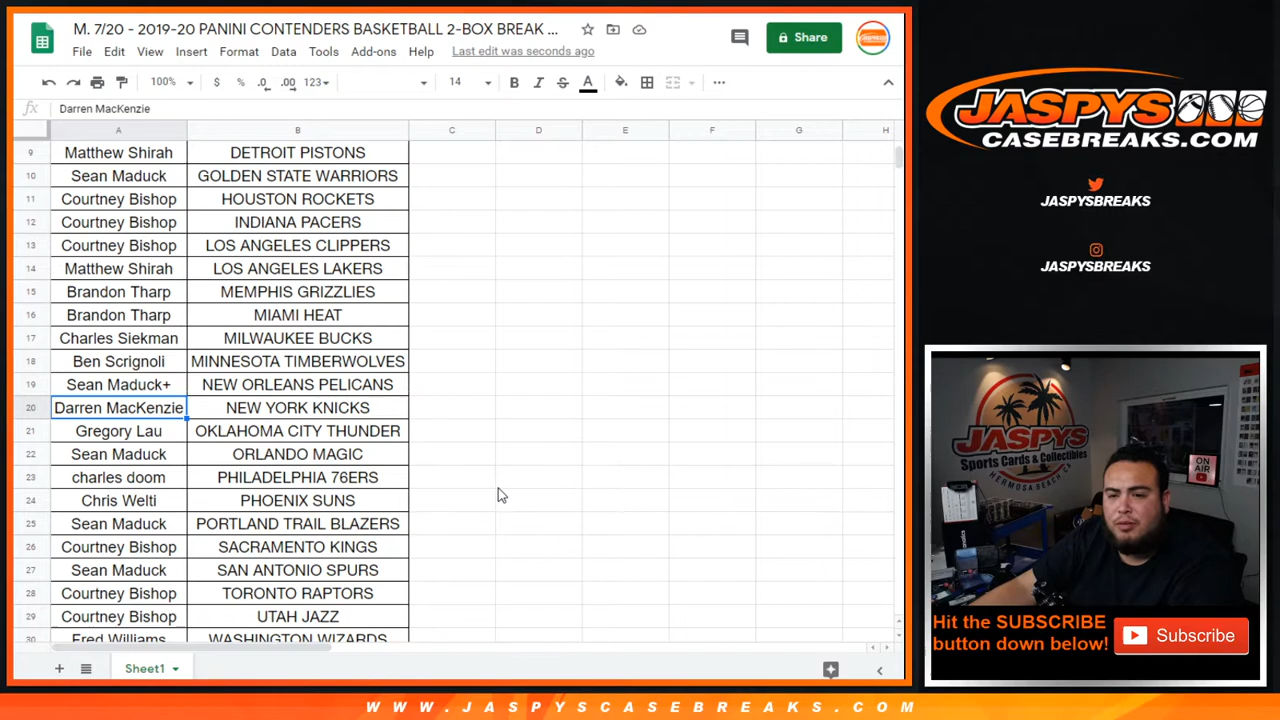 M. 7/20 - 2019-20 PANINI CONTENDERS BASKETBALL 2-BOX BREAK ...
File Edit View Insert Format Data Tools Add-ons Help Last edit was seconds ago
Share
100% $ % .0 .00 123 14 B I S A
fx Darren MacKenzie
A B C D E F G H
9 Matthew Shirah DETROIT PISTONS
10 Sean Maduck GOLDEN STATE WARRIORS
11 Courtney Bishop HOUSTON ROCKETS
12 Courtney Bishop INDIANA PACERS
13 Courtney Bishop LOS ANGELES CLIPPERS
14 Matthew Shirah LOS ANGELES LAKERS
15 Brandon Tharp MEMPHIS GRIZZLIES
16 Brandon Tharp MIAMI HEAT
17 Charles Siekman MILWAUKEE BUCKS
18 Ben Scrignoli MINNESOTA TIMBERWOLVES
19 Sean Maduck+ NEW ORLEANS PELICANS
20 Darren MacKenzie NEW YORK KNICKS
21 Gregory Lau OKLAHOMA CITY THUNDER
22 Sean Maduck ORLANDO MAGIC
23 charles doom PHILADELPHIA 76ERS
24 Chris Welti PHOENIX SUNS
25 Sean Maduck PORTLAND TRAIL BLAZERS
26 Courtney Bishop SACRAMENTO KINGS
27 Sean Maduck SAN ANTONIO SPURS
28 Courtney Bishop TORONTO RAPTORS
29 Courtney Bishop UTAH JAZZ
30 Fred Williams WASHINGTON WIZARDS
Sheet1
JASPYS
CASEBREAKS.COM
JASPYSBREAKS
JASPYSBREAKS
JASPYS
Sports Cards & Collectibles
HERMOSA BEACH CA
ON AIR
Hit the SUBSCRIBE
button down below!
Subscribe
WWW.JASPYSCASEBREAKS.COM